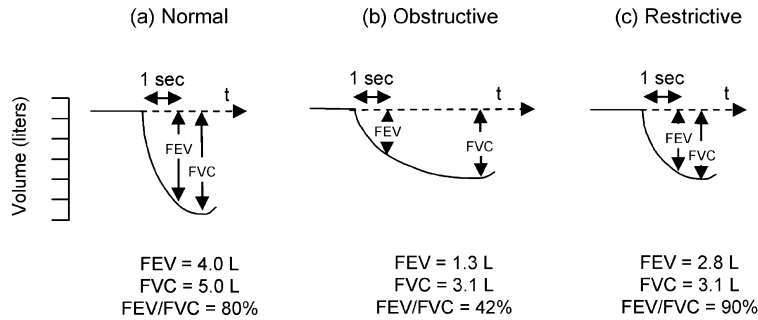 (a) Normal
(b) Obstructive
(c) Restrictive
1 sec
t
1 sec
t
1 sec
t
Volume (liters)
FEV
FVC
FEV
FVC
FEV
FVC
FEV = 4.0 L
FVC = 5.0 L
FEV/FVC = 80%
FEV = 1.3 L
FVC = 3.1 L
FEV/FVC = 42%
FEV = 2.8 L
FVC = 3.1 L
FEV/FVC = 90%